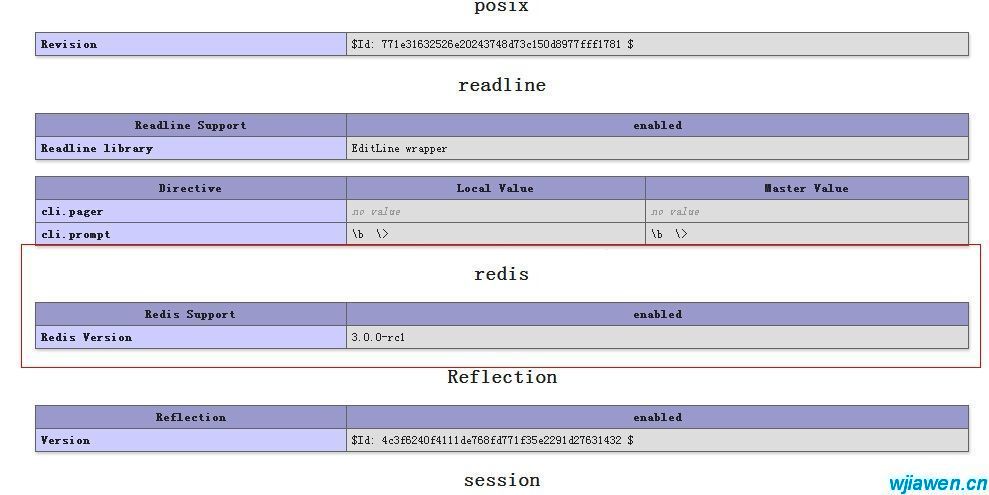 posix
Revision $Id: 771e31632526e20243748d73c150d8977fff1781 $
readline
Readline Support enabled
Readline library EditLine wrapper
Directive Local Value Master Value
cli.pager no value no value
cli.prompt \b \> \b \>
redis
Redis Support enabled
Redis Version 3.0.0-rc1
Reflection
Reflection enabled
Version $Id: 4c3f6240f4111de768fd771f35e2291d27631432 $
session
wjiawen.cn